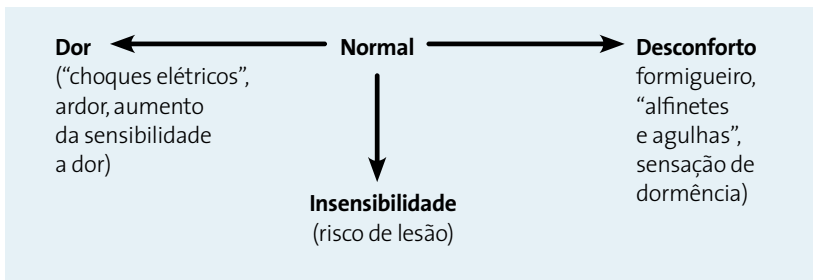 Dor
(“choques elétricos”,
ardor, aumento
da sensibilidade
a dor)
Normal
Desconforto
formigueiro,
“alfinetes
e agulhas”,
sensação de
dormência)
Insensibilidade
(risco de lesão)